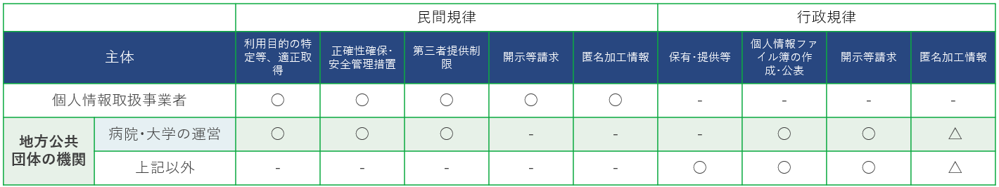 民間規律 行政規律
主体 利用目的の特定等、適正取得 正確性確保･安全管理措置 第三者提供制限 開示等請求 匿名加工情報 保有･提供等 個人情報ファイル簿の作成･公表 開示等請求 匿名加工情報
個人情報取扱事業者 〇 〇 〇 〇 〇 - - - -
地方公共団体の機関 病院･大学の運営 〇 〇 〇 - - - 〇 〇 △
上記以外 - - - - - 〇 〇 〇 △